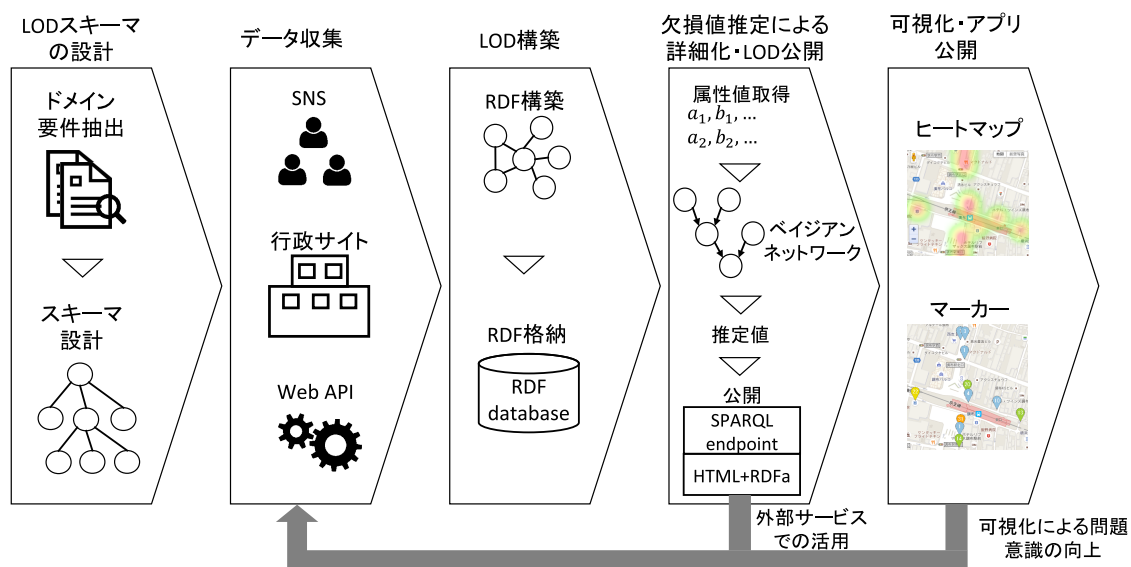 LODスキーマ
の設計
データ収集
LOD構築
欠損値推定による
詳細化・LOD公開
可視化・アプリ
公開
ドメイン
要件抽出
スキーマ
設計
SNS
行政サイト
Web API
RDF構築
RDF格納
RDF
database
属性値取得
a₁, b₁, …
a₂, b₂, …
ベイジアン
ネットワーク
推定値
公開
SPARQL
endpoint
HTML+RDFa
ヒートマップ
マーカー
外部サービス
での活用
可視化による問題
意識の向上